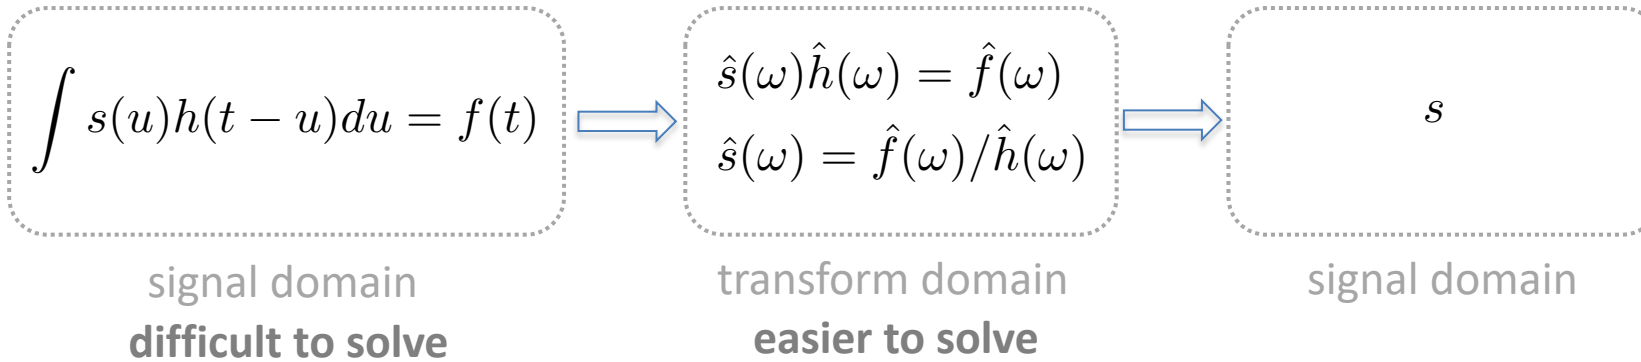 ∫ s(u)h(t − u)du = f(t)
signal domain
difficult to solve
ŝ(ω)ĥ(ω) = f̂(ω)
ŝ(ω) = f̂(ω)/ĥ(ω)
transform domain
easier to solve
s
signal domain